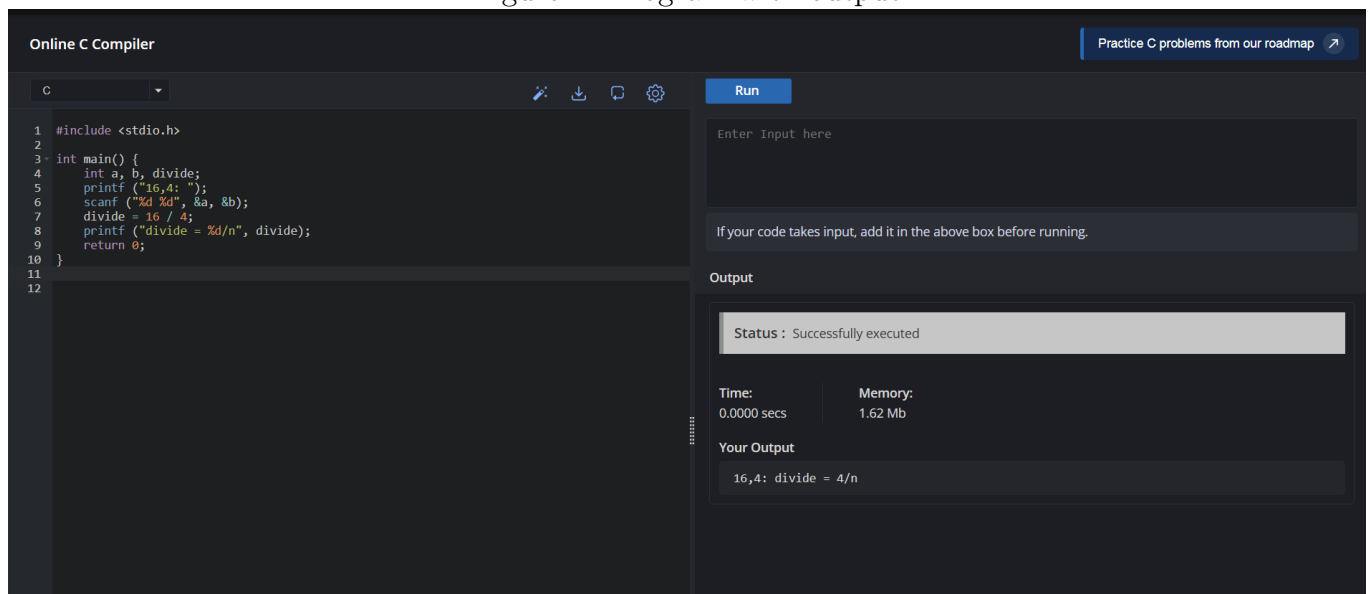 Online C Compiler
Practice C problems from our roadmap
C
Run
1 #include <stdio.h>
2
3 int main() {
4     int a, b, divide;
5     printf ("16,4: ");
6     scanf ("%d %d", &a, &b);
7     divide = 16 / 4;
8     printf ("divide = %d/n", divide);
9     return 0;
10 }
11
12
Enter Input here
If your code takes input, add it in the above box before running.
Output
Status : Successfully executed
Time:
0.0000 secs
Memory:
1.62 Mb
Your Output
16,4: divide = 4/n